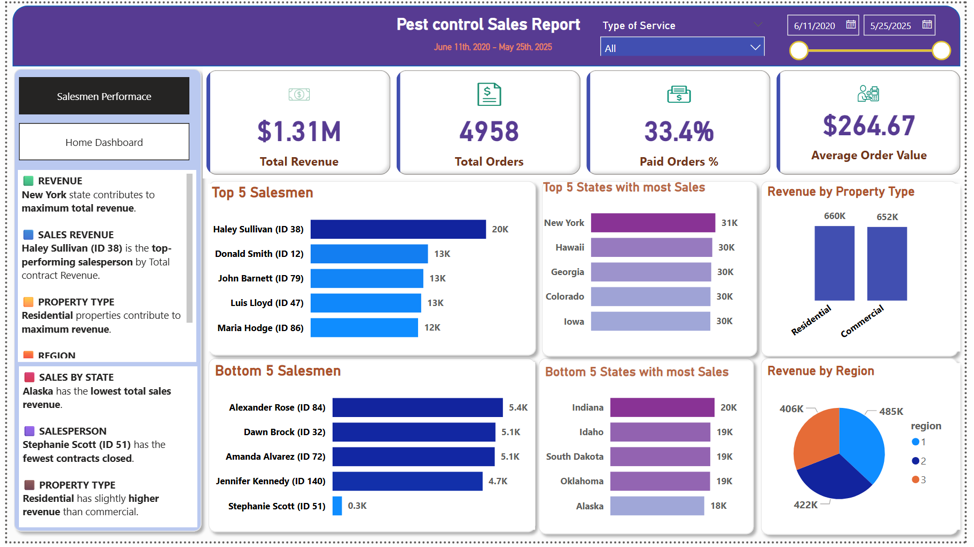 Pest control Sales Report
June 11th, 2020 - May 25th, 2025
Type of Service
All
6/11/2020
5/25/2025
Salesmen Performace
Home Dashboard
REVENUE
New York state contributes to
maximum total revenue.
SALES REVENUE
Haley Sullivan (ID 38) is the top-
performing salesperson by Total
contract Revenue.
PROPERTY TYPE
Residential properties contribute to
maximum revenue.
REGION
SALES BY STATE
Alaska has the lowest total sales
revenue.
SALESPERSON
Stephanie Scott (ID 51) has the
fewest contracts closed.
PROPERTY TYPE
Residential has slightly higher
revenue than commercial.
$1.31M
Total Revenue
4958
Total Orders
33.4%
Paid Orders %
$264.67
Average Order Value
Top 5 Salesmen
Haley Sullivan (ID 38) 20K
Donald Smith (ID 12) 13K
John Barnett (ID 79) 13K
Luis Lloyd (ID 47) 13K
Maria Hodge (ID 86) 12K
Top 5 States with most Sales
New York 31K
Hawaii 30K
Georgia 30K
Colorado 30K
Iowa 30K
Revenue by Property Type
660K 652K
Residential Commercial
Bottom 5 Salesmen
Alexander Rose (ID 84) 5.4K
Dawn Brock (ID 32) 5.1K
Amanda Alvarez (ID 72) 5.1K
Jennifer Kennedy (ID 140) 4.7K
Stephanie Scott (ID 51) 0.3K
Bottom 5 States with most Sales
Indiana 20K
Idaho 19K
South Dakota 19K
Oklahoma 19K
Alaska 18K
Revenue by Region
406K 485K
422K
region
1
2
3